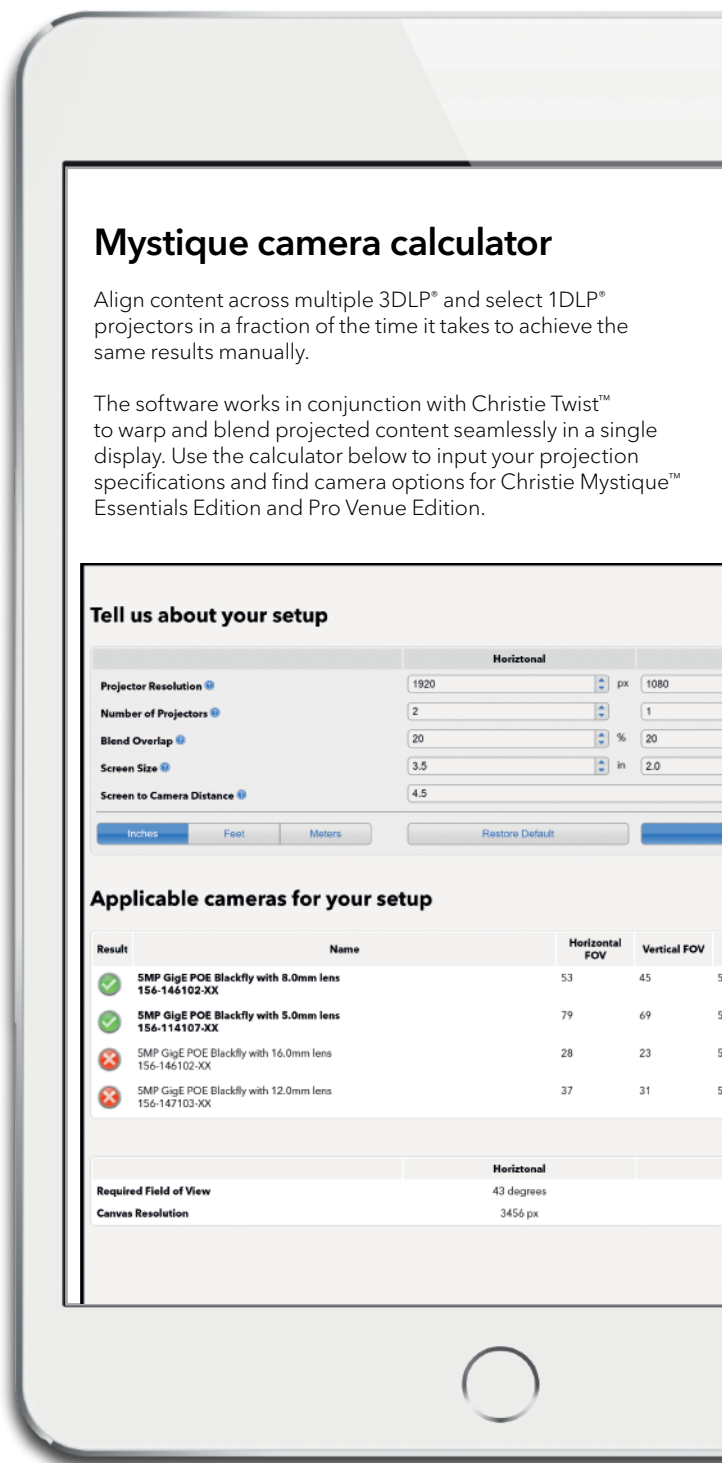 Mystique camera calculator
Align content across multiple 3DLP® and select 1DLP®
projectors in a fraction of the time it takes to achieve the
same results manually.
The software works in conjunction with Christie Twist™
to warp and blend projected content seamlessly in a single
display. Use the calculator below to input your projection
specifications and find camera options for Christie Mystique™
Essentials Edition and Pro Venue Edition.
Tell us about your setup
Horiztonal
Projector Resolution 1920 px 1080
Number of Projectors 2 1
Blend Overlap 20 % 20
Screen Size 3.5 in 2.0
Screen to Camera Distance 4.5
Inches Feet Meters Restore Default
Applicable cameras for your setup
Result Name Horizontal FOV Vertical FOV
5MP GigE POE Blackfly with 8.0mm lens 53 45 5
156-146102-XX
5MP GigE POE Blackfly with 5.0mm lens 79 69 5
156-114107-XX
5MP GigE POE Blackfly with 16.0mm lens 28 23 5
156-146102-XX
5MP GigE POE Blackfly with 12.0mm lens 37 31 5
156-147103-XX
Horiztonal
Required Field of View 43 degrees
Canvas Resolution 3456 px